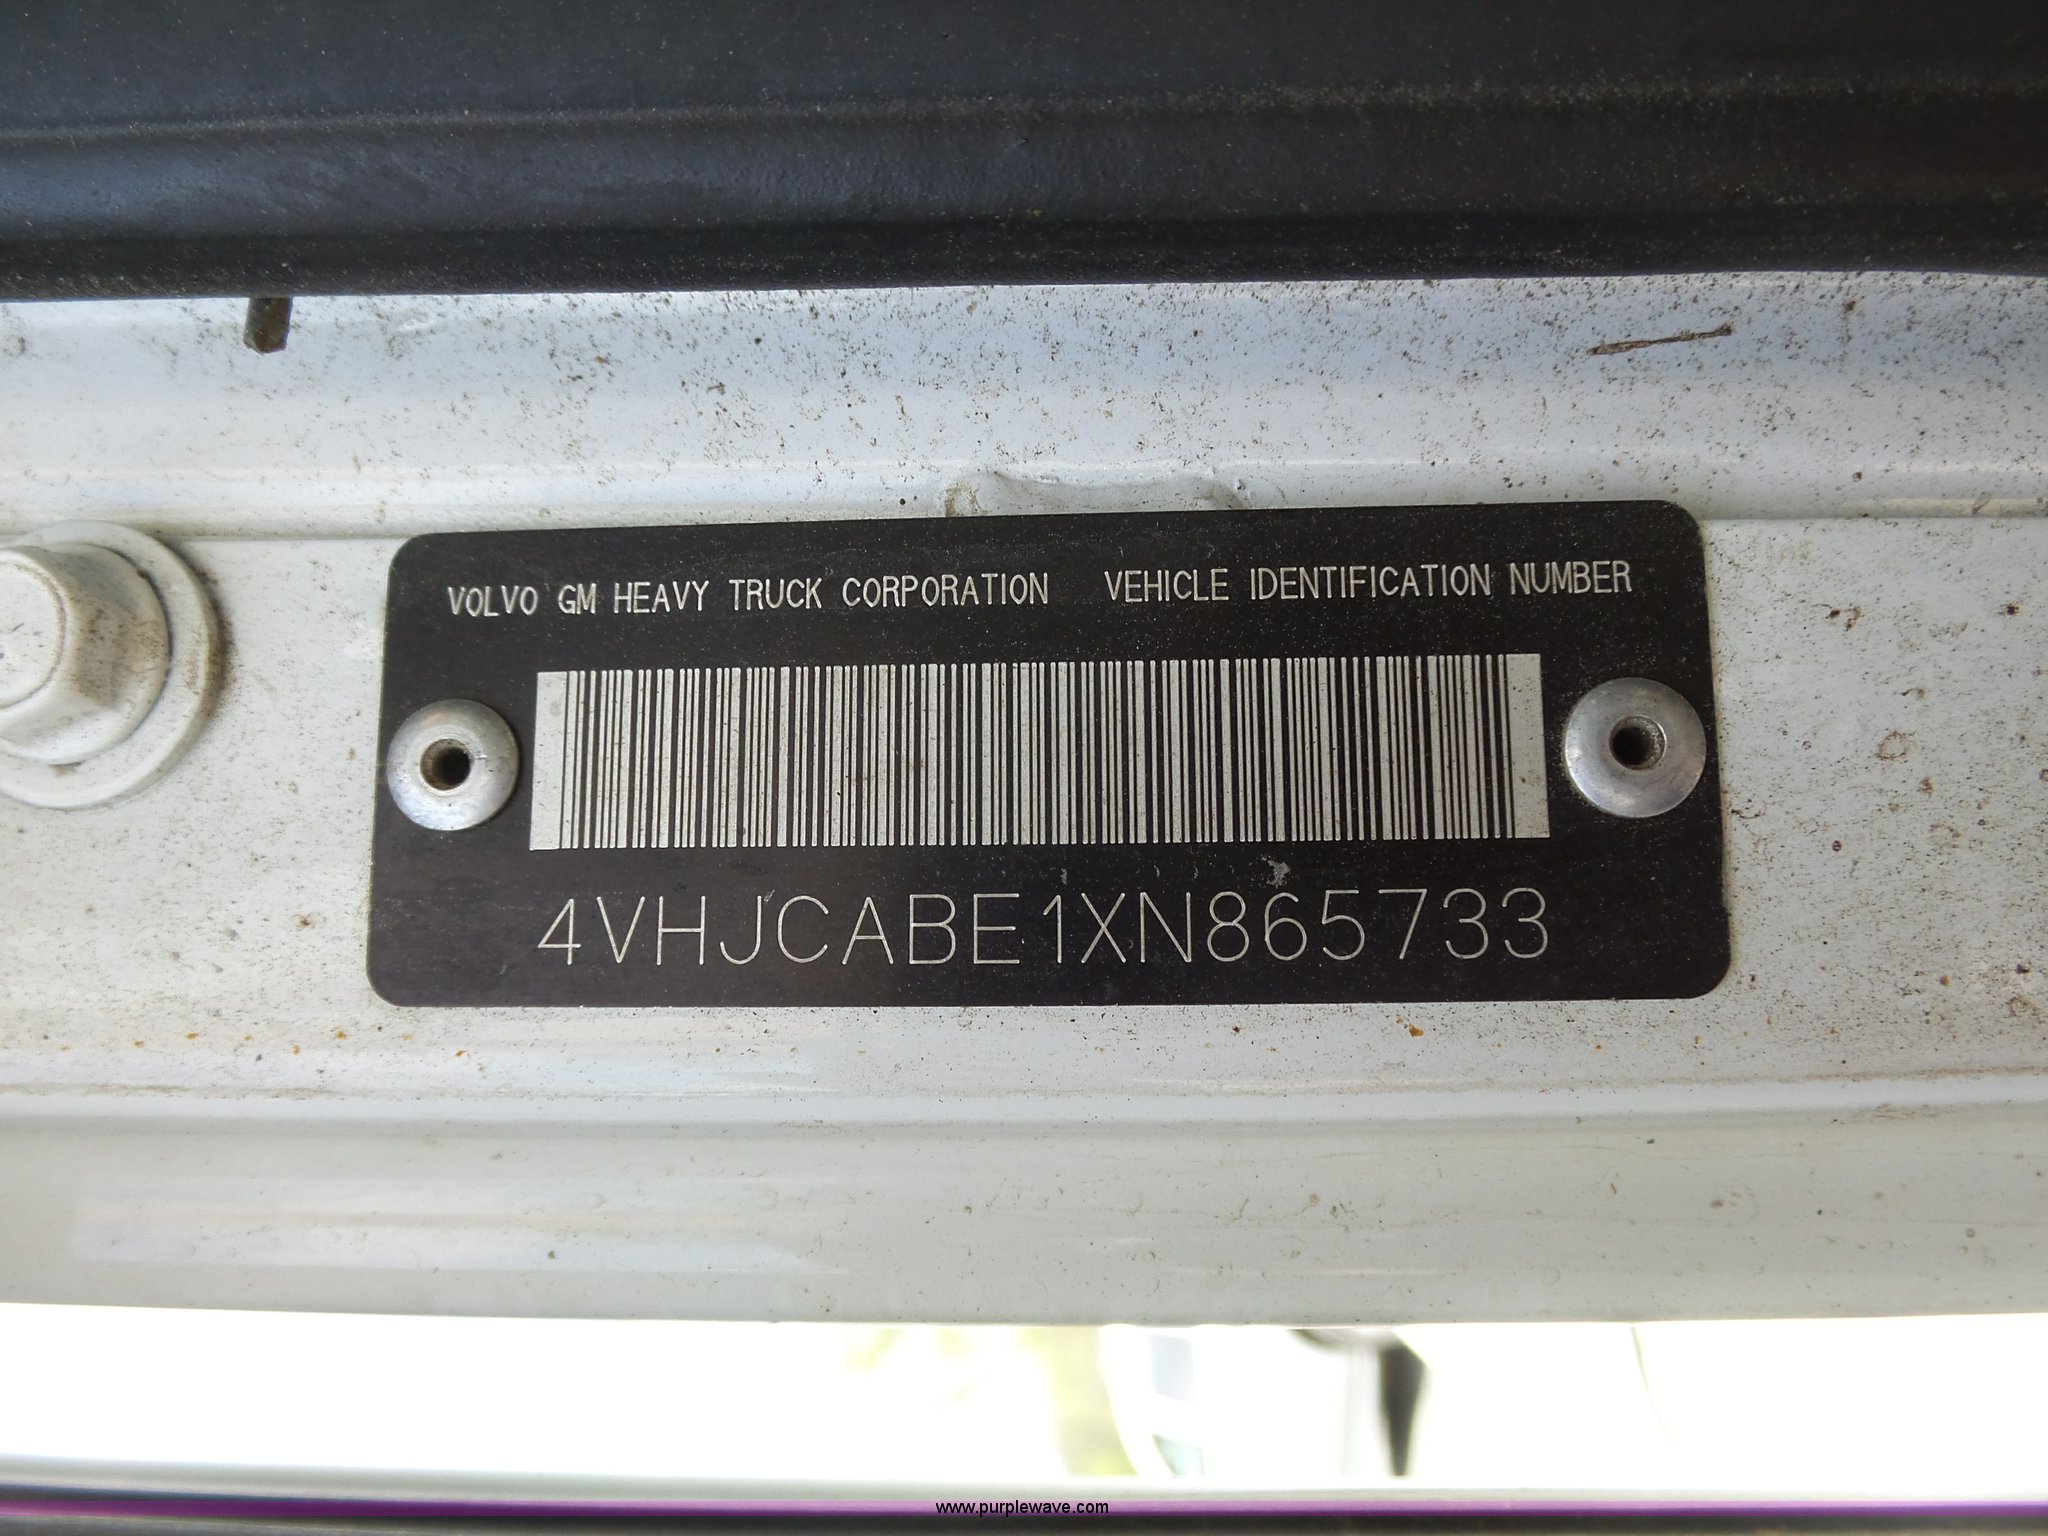 VOLVO GM HEAVY TRUCK CORPORATION VEHICLE IDENTIFICATION NUMBER
4VHJCABE1XN865733
www.purplewave.com